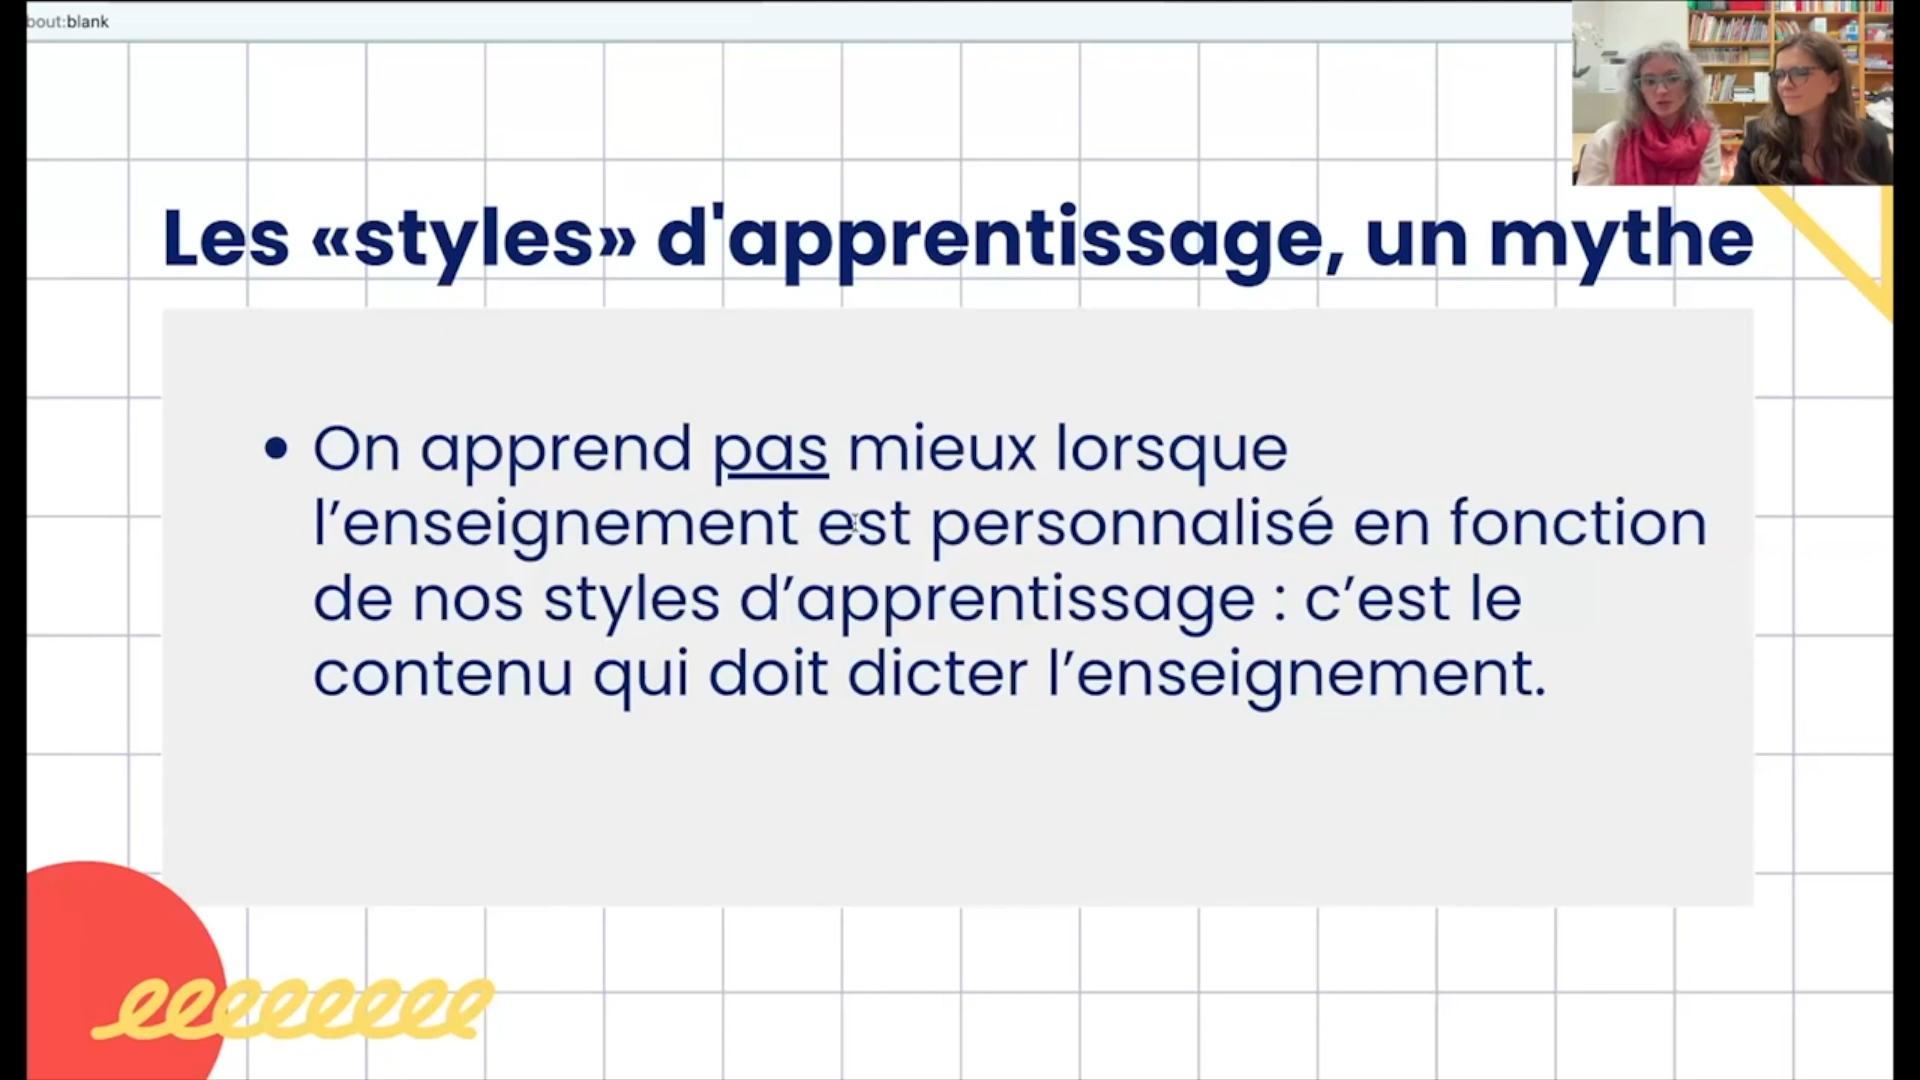 bout:blank
Les «styles» d'apprentissage, un mythe
• On apprend pas mieux lorsque
l’enseignement est personnalisé en fonction
de nos styles d’apprentissage : c’est le
contenu qui doit dicter l’enseignement.